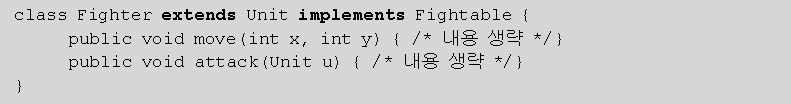 class Fighter extends Unit implements Fightable {
     public void move(int x, int y) { /* 내용 생략 */}
     public void attack(Unit u) { /* 내용 생략 */}
}